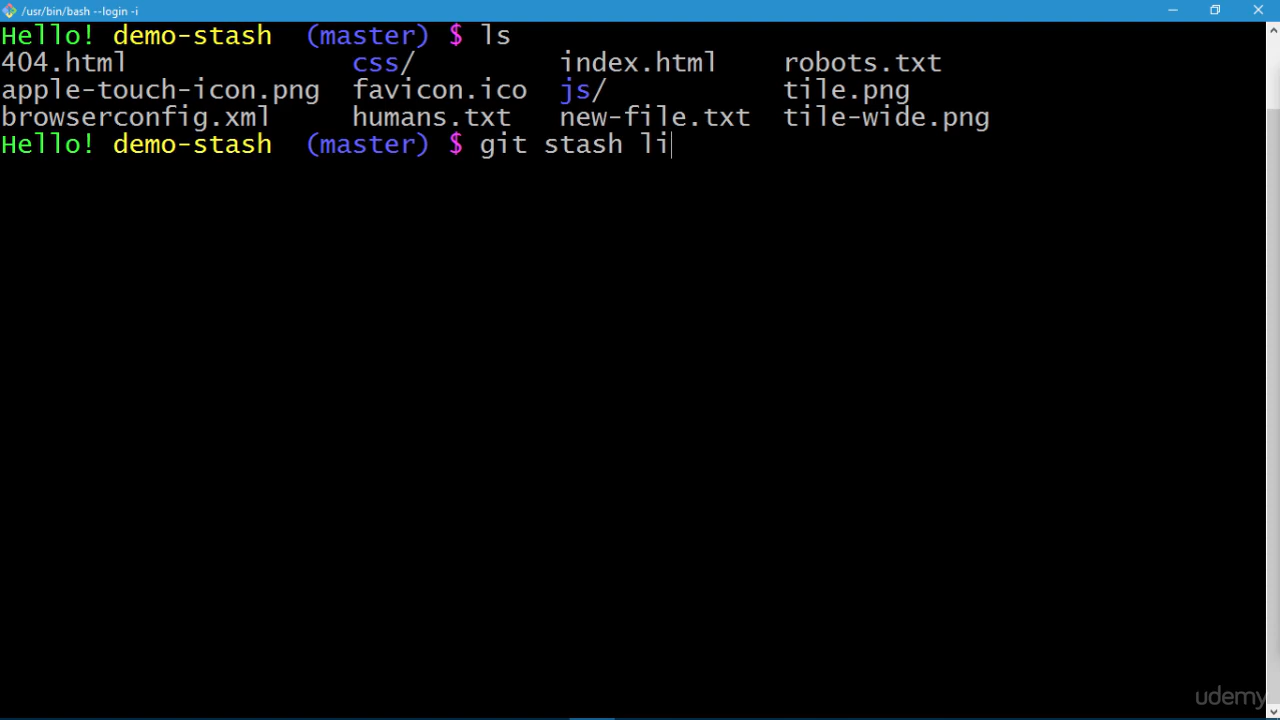 /usr/bin/bash --login -i
Hello! demo-stash (master) $ ls
404.html css/ index.html robots.txt
apple-touch-icon.png favicon.ico js/ tile.png
browserconfig.xml humans.txt new-file.txt tile-wide.png
Hello! demo-stash (master) $ git stash li
udemy